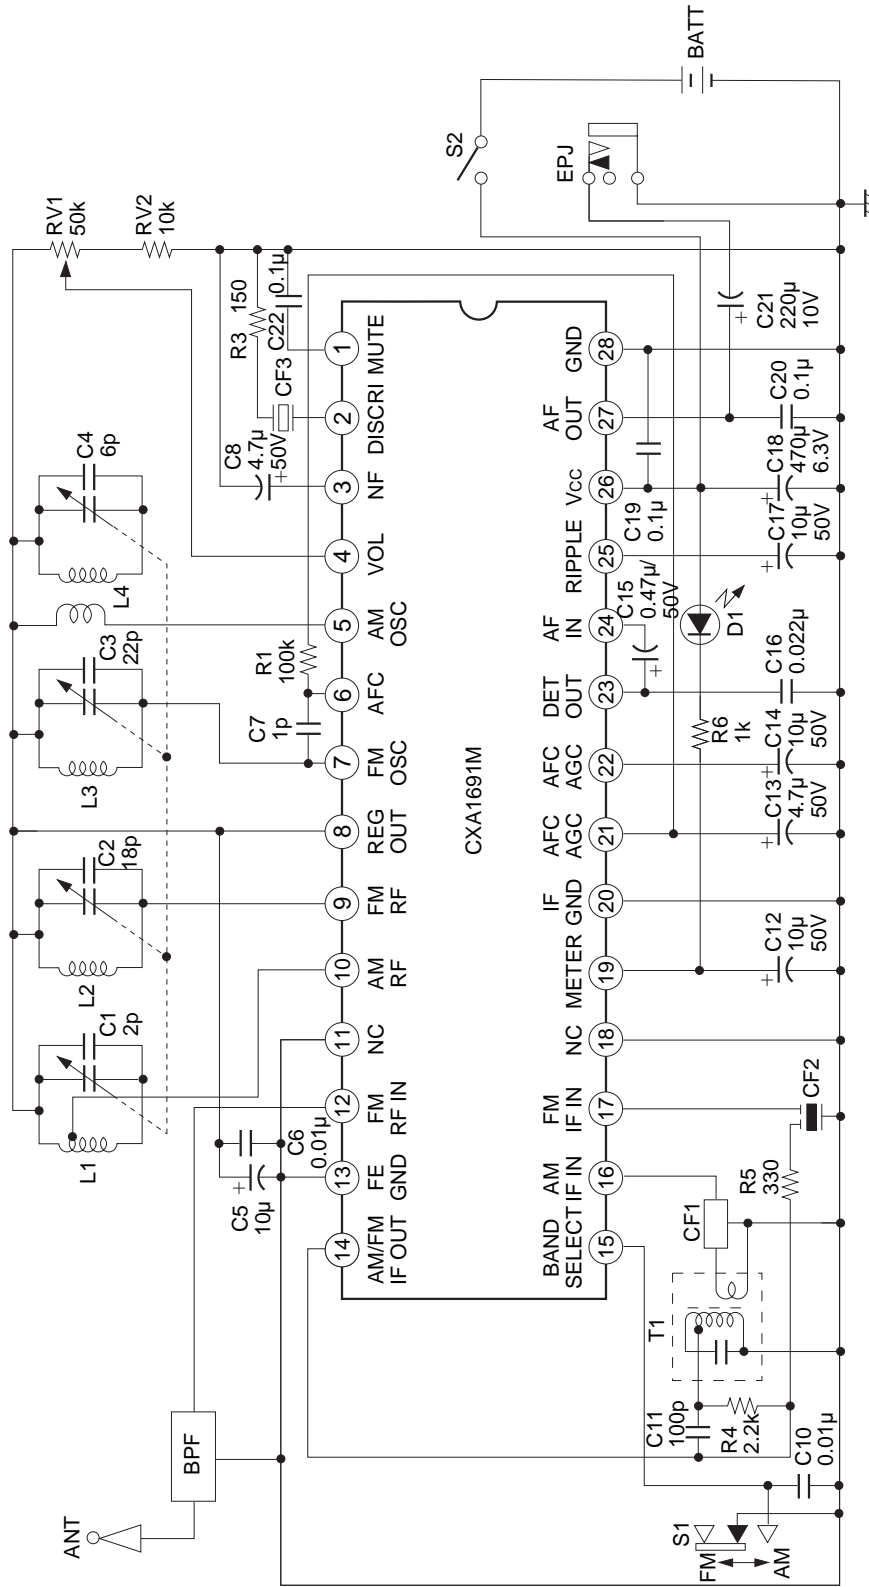 ANT
BPF
L1
C1
2p
L2
C2
18p
L3
C3
22p
L4
C4
6p
RV1
50k
RV2
10k
C5
10μ
+
C6
0.01μ
C7
1p
R1
100k
C8
4.7μ
+50V
R3
150
CF3
C22
0.1μ
14
13
12
11
10
9
8
7
6
5
4
3
2
1
AM/FM
IF OUT
FE
GND
FM
RF IN
NC
AM
RF
FM
RF
REG
OUT
FM
OSC
AFC
AM
OSC
VOL
NF
DISCRI
MUTE
CXA1691M
BAND
SELECT
AM
IF IN
FM
IF IN
NC
METER
IF
GND
AFC
AGC
AFC
AGC
DET
OUT
AF
IN
RIPPLE
VCC
AF
OUT
GND
15
16
17
18
19
20
21
22
23
24
25
26
27
28
S1
FM
AM
C10
0.01μ
C11
100p
R4
2.2k
T1
CF1
R5
330
CF2
C12
10μ
50V
+
C13
4.7μ
50V
+
C14
10μ
50V
+
R6
1k
C15
0.47μ/
50V
+
C16
0.022μ
D1
C17
10μ
50V
+
C18
470μ
6.3V
+
C19
0.1μ
C20
0.1μ
C21
220μ
10V
+
EPJ
S2
BATT